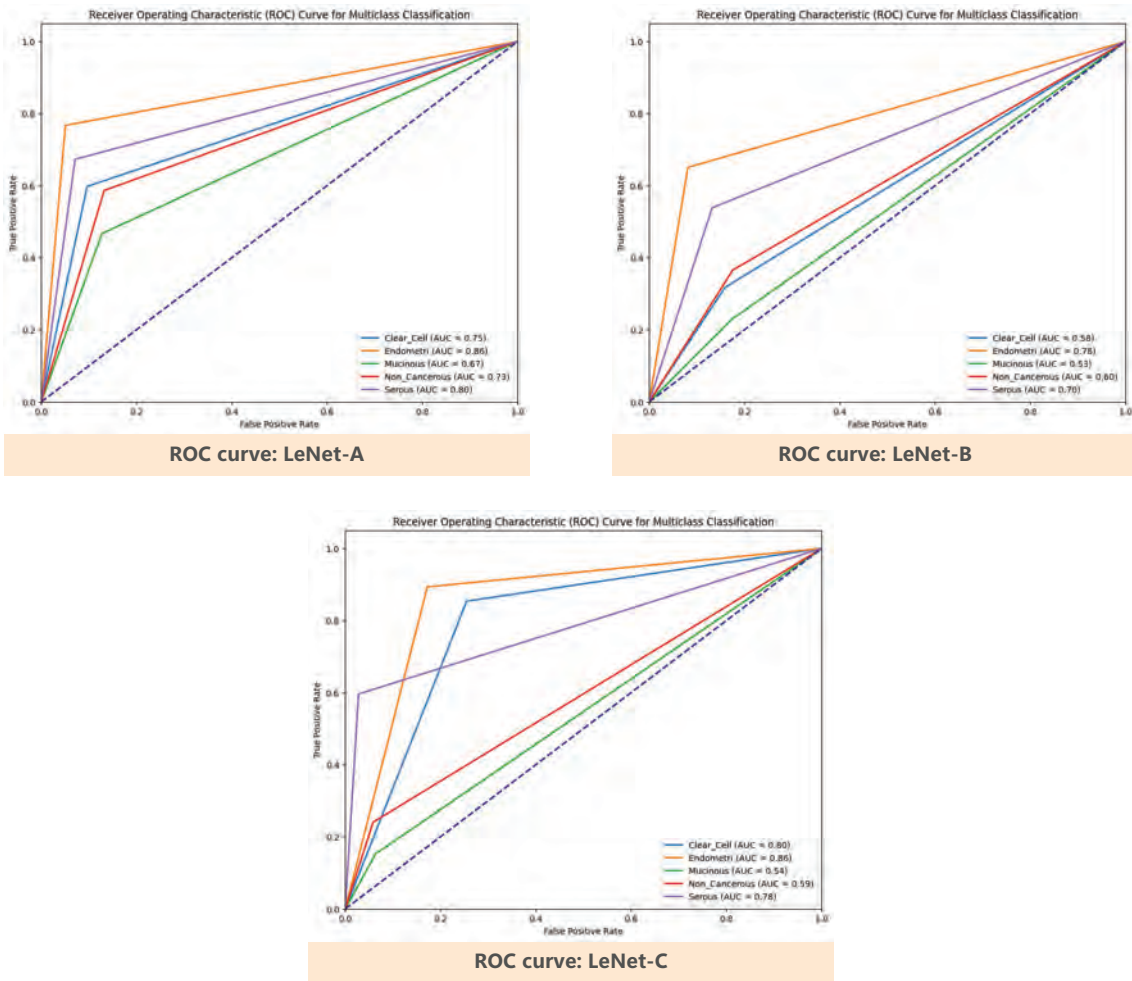 Receiver Operating Characteristic (ROC) Curve for Multiclass Classification
1.0
0.8
0.6
0.4
0.2
0.0
True Positive Rate
Clear_Cell (AUC = 0.75)
Endometri (AUC = 0.86)
Mucinous (AUC = 0.67)
Non_Cancerous (AUC = 0.73)
Serous (AUC = 0.80)
0.0 0.2 0.4 0.6 0.8 1.0
False Positive Rate
ROC curve: LeNet-A
Receiver Operating Characteristic (ROC) Curve for Multiclass Classification
1.0
0.8
0.6
0.4
0.2
0.0
True Positive Rate
Clear_Cell (AUC = 0.58)
Endometri (AUC = 0.78)
Mucinous (AUC = 0.53)
Non_Cancerous (AUC = 0.60)
Serous (AUC = 0.70)
0.0 0.2 0.4 0.6 0.8 1.0
False Positive Rate
ROC curve: LeNet-B
Receiver Operating Characteristic (ROC) Curve for Multiclass Classification
1.0
0.8
0.6
0.4
0.2
0.0
True Positive Rate
Clear_Cell (AUC = 0.80)
Endometri (AUC = 0.86)
Mucinous (AUC = 0.54)
Non_Cancerous (AUC = 0.59)
Serous (AUC = 0.78)
0.0 0.2 0.4 0.6 0.8 1.0
False Positive Rate
ROC curve: LeNet-C